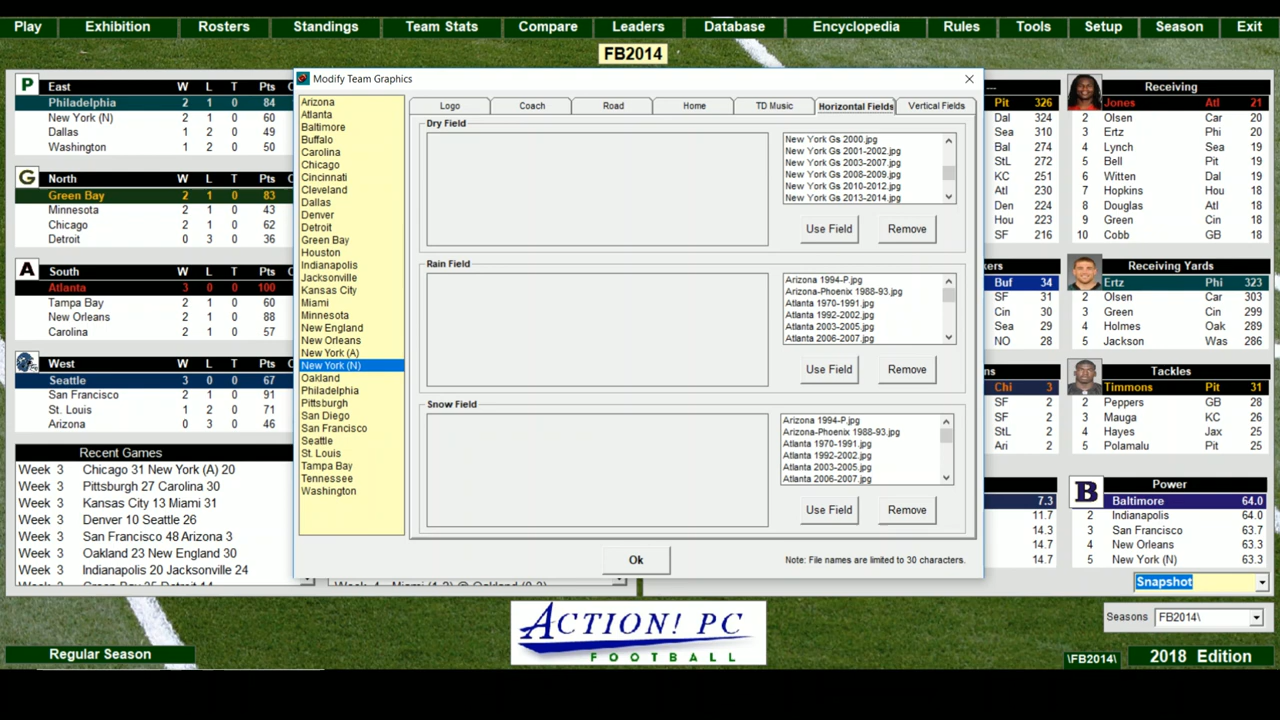 Play Exhibition Rosters Standings Team Stats Compare Leaders Database Encyclopedia Rules Tools Setup Season Exit
FB2014
P East W L T Pts
Philadelphia 2 1 0 84
New York (N) 2 1 0 60
Dallas 1 2 0 49
Washington 1 2 0 50
G North W L T Pts
Green Bay 2 1 0 83
Minnesota 2 1 0 43
Chicago 2 1 0 62
Detroit 0 3 0 36
A South W L T Pts
Atlanta 3 0 0 100
Tampa Bay 2 1 0 60
New Orleans 2 1 0 88
Carolina 2 1 0 57
West W L T Pts
Seattle 3 0 0 67
San Francisco 2 1 0 91
St. Louis 1 2 0 71
Arizona 0 3 0 46
Recent Games
Week 3 Chicago 31 New York (A) 20
Week 3 Pittsburgh 27 Carolina 30
Week 3 Kansas City 13 Miami 31
Week 3 Denver 10 Seattle 26
Week 3 San Francisco 48 Arizona 3
Week 3 Oakland 23 New England 30
Week 3 Indianapolis 20 Jacksonville 24
Week 3 Green Bay 35 Detroit 14
Regular Season
Modify Team Graphics
Arizona
Atlanta
Baltimore
Buffalo
Carolina
Chicago
Cincinnati
Cleveland
Dallas
Denver
Detroit
Green Bay
Houston
Indianapolis
Jacksonville
Kansas City
Miami
Minnesota
New England
New Orleans
New York (A)
New York (N)
Oakland
Philadelphia
Pittsburgh
San Diego
San Francisco
Seattle
St. Louis
Tampa Bay
Tennessee
Washington
Logo Coach Road Home TD Music Horizontal Fields Vertical Fields
Dry Field
New York Gs 2000.jpg
New York Gs 2001-2002.jpg
New York Gs 2003-2007.jpg
New York Gs 2008-2009.jpg
New York Gs 2010-2012.jpg
New York Gs 2013-2014.jpg
Use Field Remove
Rain Field
Arizona 1994-P.jpg
Arizona-Phoenix 1988-93.jpg
Atlanta 1970-1991.jpg
Atlanta 1992-2002.jpg
Atlanta 2003-2005.jpg
Atlanta 2006-2007.jpg
Use Field Remove
Snow Field
Arizona 1994-P.jpg
Arizona-Phoenix 1988-93.jpg
Atlanta 1970-1991.jpg
Atlanta 1992-2002.jpg
Atlanta 2003-2005.jpg
Atlanta 2006-2007.jpg
Use Field Remove
Ok
Note: File names are limited to 30 characters.
Week 4 Miami (1-2) @ Oakland (0-3)
Pit 326
Dal 324
Sea 310
Bal 274
StL 272
KC 251
Atl 230
Den 224
Hou 223
SF 216
kers
Buf 34
SF 31
Cin 30
Sea 29
NO 28
ns
Chi 3
SF 2
SF 2
StL 2
Ari 2
7.3
11.7
14.3
14.7
14.7
Receiving
Jones Atl 21
2 Olsen Car 20
3 Ertz Phi 20
4 Lynch Sea 19
5 Bell Pit 19
6 Witten Dal 19
7 Hopkins Hou 18
8 Douglas Atl 18
9 Green Cin 18
10 Cobb GB 18
Receiving Yards
Ertz Phi 323
2 Olsen Car 303
3 Green Cin 299
4 Holmes Oak 289
5 Jackson Was 286
Tackles
Timmons Pit 31
2 Peppers GB 28
3 Mauga KC 26
4 Hayes Jax 25
5 Polamalu Pit 25
B Power
Baltimore 64.0
2 Indianapolis 64.0
3 San Francisco 63.7
4 New Orleans 63.3
5 New York (N) 63.3
Snapshot
Seasons FB2014\
ACTION! PC
FOOTBALL
\FB2014\ 2018 Edition